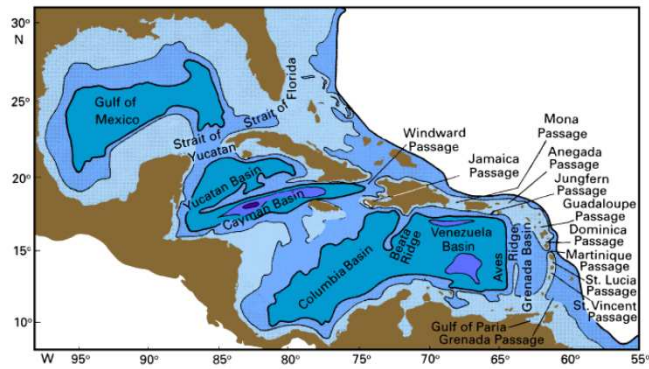 30°
N
25°
20°
15°
10°
W
95°
90°
85°
80°
75°
70°
65°
60°
55°
Gulf of
Mexico
Strait of Florida
Strait of
Yucatan
Yucatan Basin
Cayman Basin
Windward
Passage
Jamaica
Passage
Mona
Passage
Anegada
Passage
Jungfern
Passage
Guadaloupe
Passage
Dominica
Passage
Martinique
Passage
St. Lucia
Passage
St. Vincent
Passage
Columbia Basin
Beata
Ridge
Venezuela
Basin
Aves
Ridge
Grenada Basin
Gulf of Paria
Grenada Passage